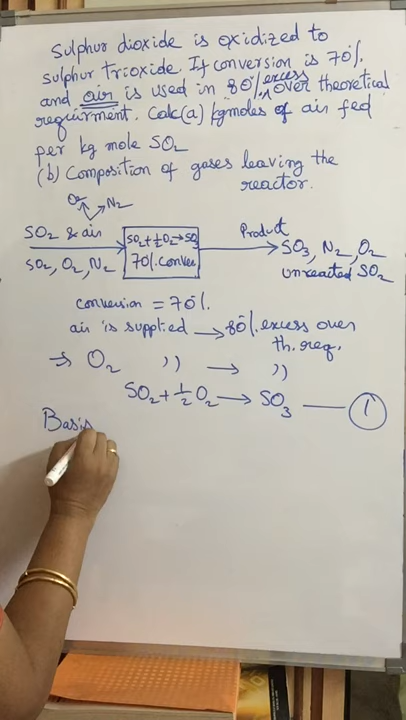 Sulphur dioxide is oxidized to
sulphur trioxide. If conversion is 70%.
and air is used in 80% excess over theoretical
requirment. Calc(a) kgmoles of air fed
per kg mole SO2
(b) Composition of gases leaving the
reactor.
O2 N2
SO2 & air
SO2, O2, N2
SO2+½O2→SO3
70% conver
Product
SO3, N2, O2
unreacted SO2
conversion = 70%.
air is supplied → 80% excess over
th. req.
⇒ O2 )) → ))
SO2 + ½ O2 → SO3 — 1
Basis